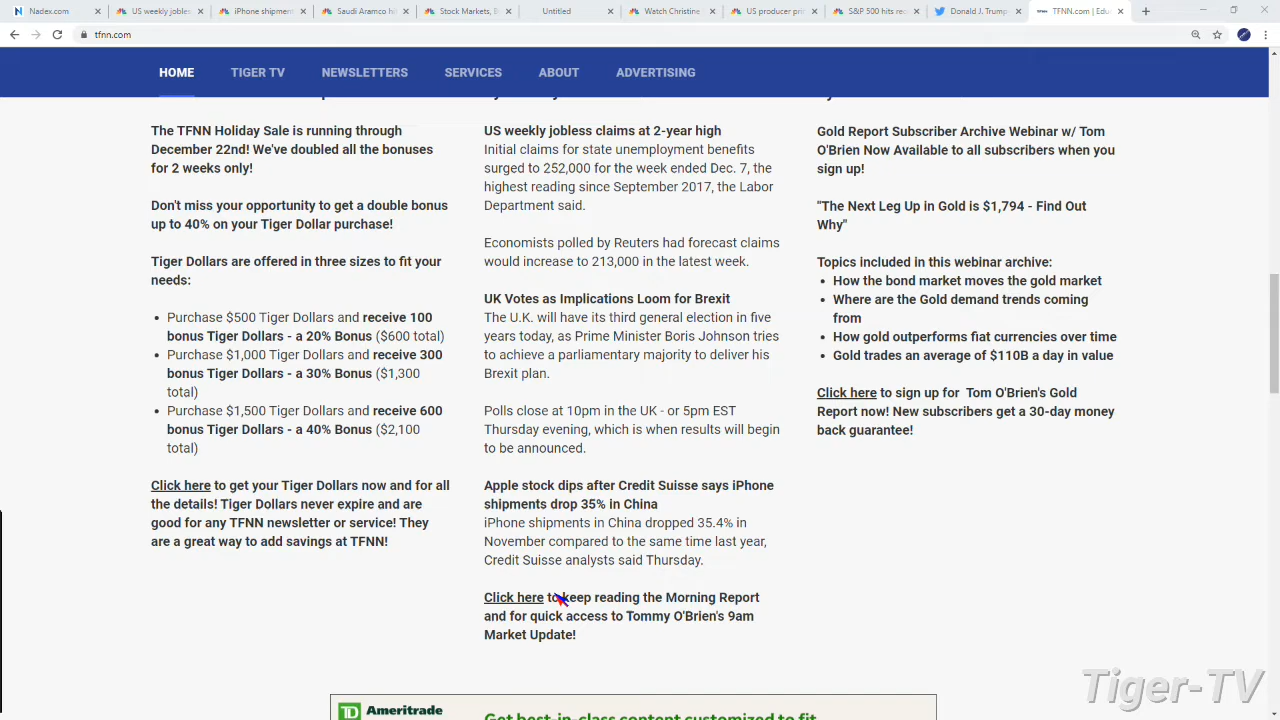 Nadex.com
US weekly jobles
iPhone shipmen
Saudi Aramco hi
Stock Markets, B
Untitled
Watch Christine
US producer pri
S&P 500 hits rec
Donald J. Trump
TFNN.com | Edu
tfnn.com
HOME
TIGER TV
NEWSLETTERS
SERVICES
ABOUT
ADVERTISING
The TFNN Holiday Sale is running through
December 22nd! We've doubled all the bonuses
for 2 weeks only!
Don't miss your opportunity to get a double bonus
up to 40% on your Tiger Dollar purchase!
Tiger Dollars are offered in three sizes to fit your
needs:
• Purchase $500 Tiger Dollars and receive 100
bonus Tiger Dollars - a 20% Bonus ($600 total)
• Purchase $1,000 Tiger Dollars and receive 300
bonus Tiger Dollars - a 30% Bonus ($1,300
total)
• Purchase $1,500 Tiger Dollars and receive 600
bonus Tiger Dollars - a 40% Bonus ($2,100
total)
Click here to get your Tiger Dollars now and for all
the details! Tiger Dollars never expire and are
good for any TFNN newsletter or service! They
are a great way to add savings at TFNN!
US weekly jobless claims at 2-year high
Initial claims for state unemployment benefits
surged to 252,000 for the week ended Dec. 7, the
highest reading since September 2017, the Labor
Department said.
Economists polled by Reuters had forecast claims
would increase to 213,000 in the latest week.
UK Votes as Implications Loom for Brexit
The U.K. will have its third general election in five
years today, as Prime Minister Boris Johnson tries
to achieve a parliamentary majority to deliver his
Brexit plan.
Polls close at 10pm in the UK - or 5pm EST
Thursday evening, which is when results will begin
to be announced.
Apple stock dips after Credit Suisse says iPhone
shipments drop 35% in China
iPhone shipments in China dropped 35.4% in
November compared to the same time last year,
Credit Suisse analysts said Thursday.
Click here to keep reading the Morning Report
and for quick access to Tommy O'Brien's 9am
Market Update!
Gold Report Subscriber Archive Webinar w/ Tom
O'Brien Now Available to all subscribers when you
sign up!
"The Next Leg Up in Gold is $1,794 - Find Out
Why"
Topics included in this webinar archive:
• How the bond market moves the gold market
• Where are the Gold demand trends coming
from
• How gold outperforms fiat currencies over time
• Gold trades an average of $110B a day in value
Click here to sign up for  Tom O'Brien's Gold
Report now! New subscribers get a 30-day money
back guarantee!
TD Ameritrade
Get best-in-class content customized to fit
Tiger-TV